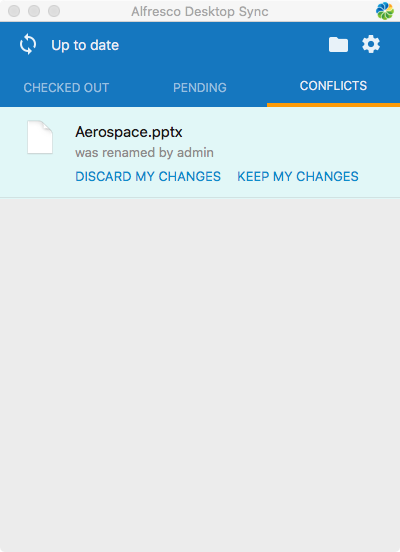 Alfresco Desktop Sync
Up to date
CHECKED OUT
PENDING
CONFLICTS
Aerospace.pptx
was renamed by admin
DISCARD MY CHANGES
KEEP MY CHANGES